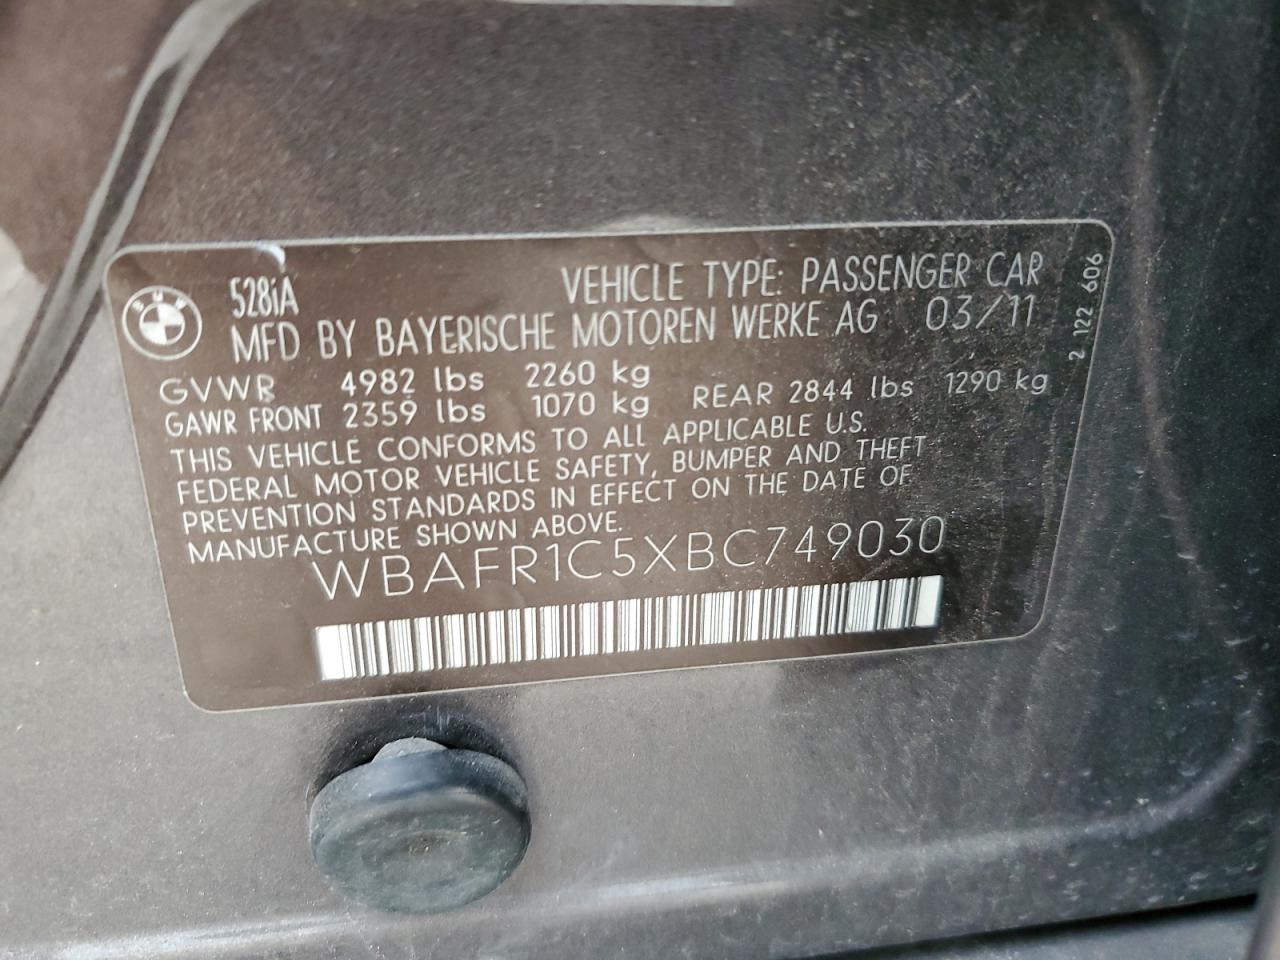 BMW
528iA
VEHICLE TYPE: PASSENGER CAR
MFD BY BAYERISCHE MOTOREN WERKE AG 03/11
GVWR 4982 lbs 2260 kg
GAWR FRONT 2359 lbs 1070 kg REAR 2844 lbs 1290 kg
THIS VEHICLE CONFORMS TO ALL APPLICABLE U.S.
FEDERAL MOTOR VEHICLE SAFETY, BUMPER AND THEFT
PREVENTION STANDARDS IN EFFECT ON THE DATE OF
MANUFACTURE SHOWN ABOVE.
WBAFR1C5XBC749030
2 122 606